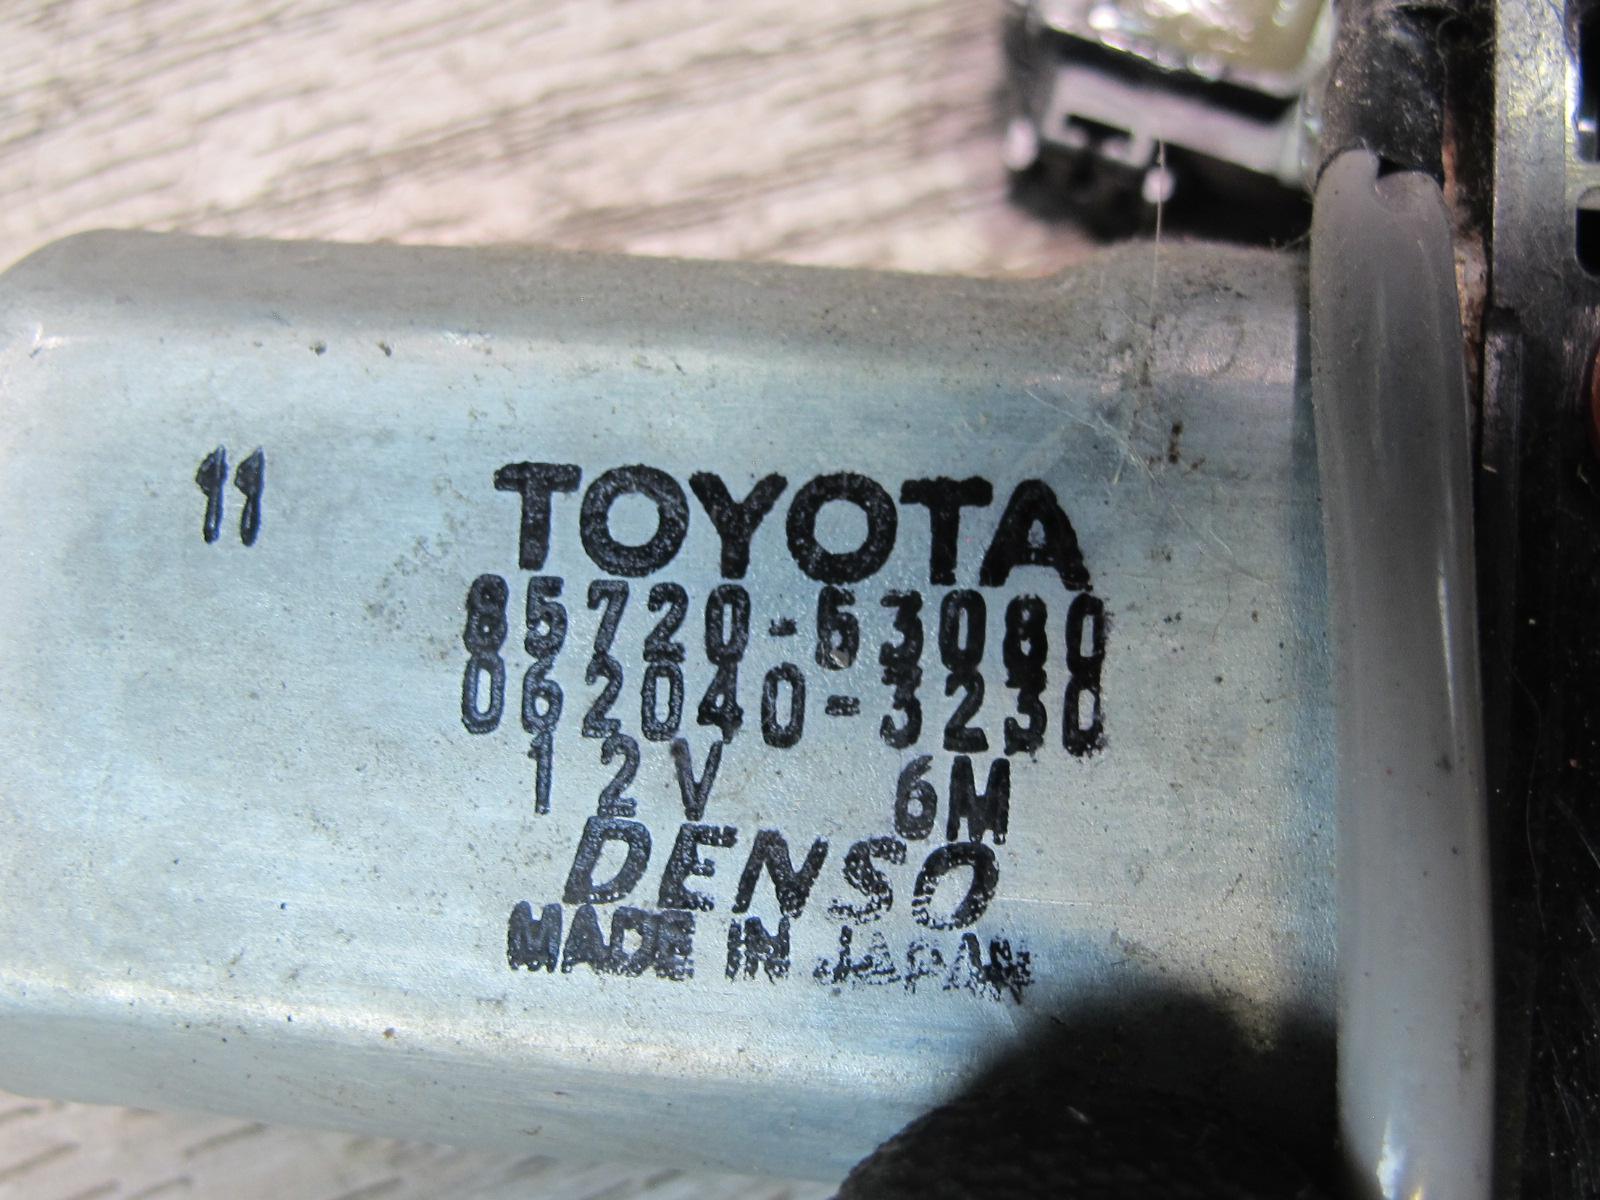 11
TOYOTA
85720-53080
062040-3230
12V 6M
DENSO
MADE IN JAPAN